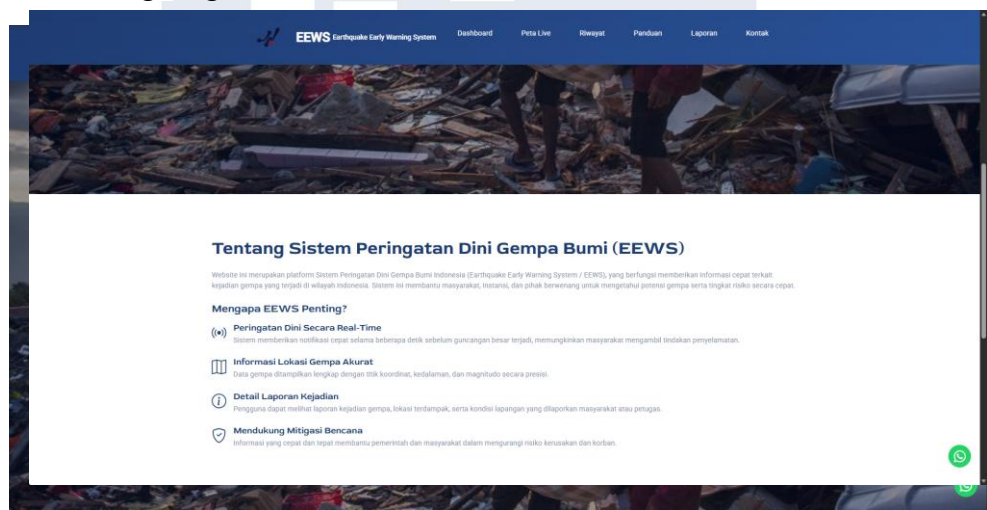 EEWS Earthquake Early Warning System
Dashboard Peta Live Riwayat Panduan Laporan Kontak
Tentang Sistem Peringatan Dini Gempa Bumi (EEWS)
Website ini merupakan platform Sistem Peringatan Dini Gempa Bumi Indonesia (Earthquake Early Warning System / EEWS), yang berfungsi memberikan informasi cepat terkait
kejadian gempa yang terjadi di wilayah Indonesia. Sistem ini membantu masyarakat, instansi, dan pihak berwenang untuk mengetahui potensi gempa serta tingkat risiko secara cepat.
Mengapa EEWS Penting?
Peringatan Dini Secara Real-Time
Sistem memberikan notifikasi cepat selama beberapa detik sebelum guncangan besar terjadi, memungkinkan masyarakat mengambil tindakan penyelamatan.
Informasi Lokasi Gempa Akurat
Data gempa ditampilkan lengkap dengan titik koordinat, kedalaman, dan magnitudo secara presisi.
Detail Laporan Kejadian
Pengguna dapat melihat laporan kejadian gempa, lokasi terdampak, serta kondisi lapangan yang dilaporkan masyarakat atau petugas.
Mendukung Mitigasi Bencana
Informasi yang cepat dan tepat membantu pemerintah dan masyarakat dalam mengurangi risiko kerusakan dan korban.